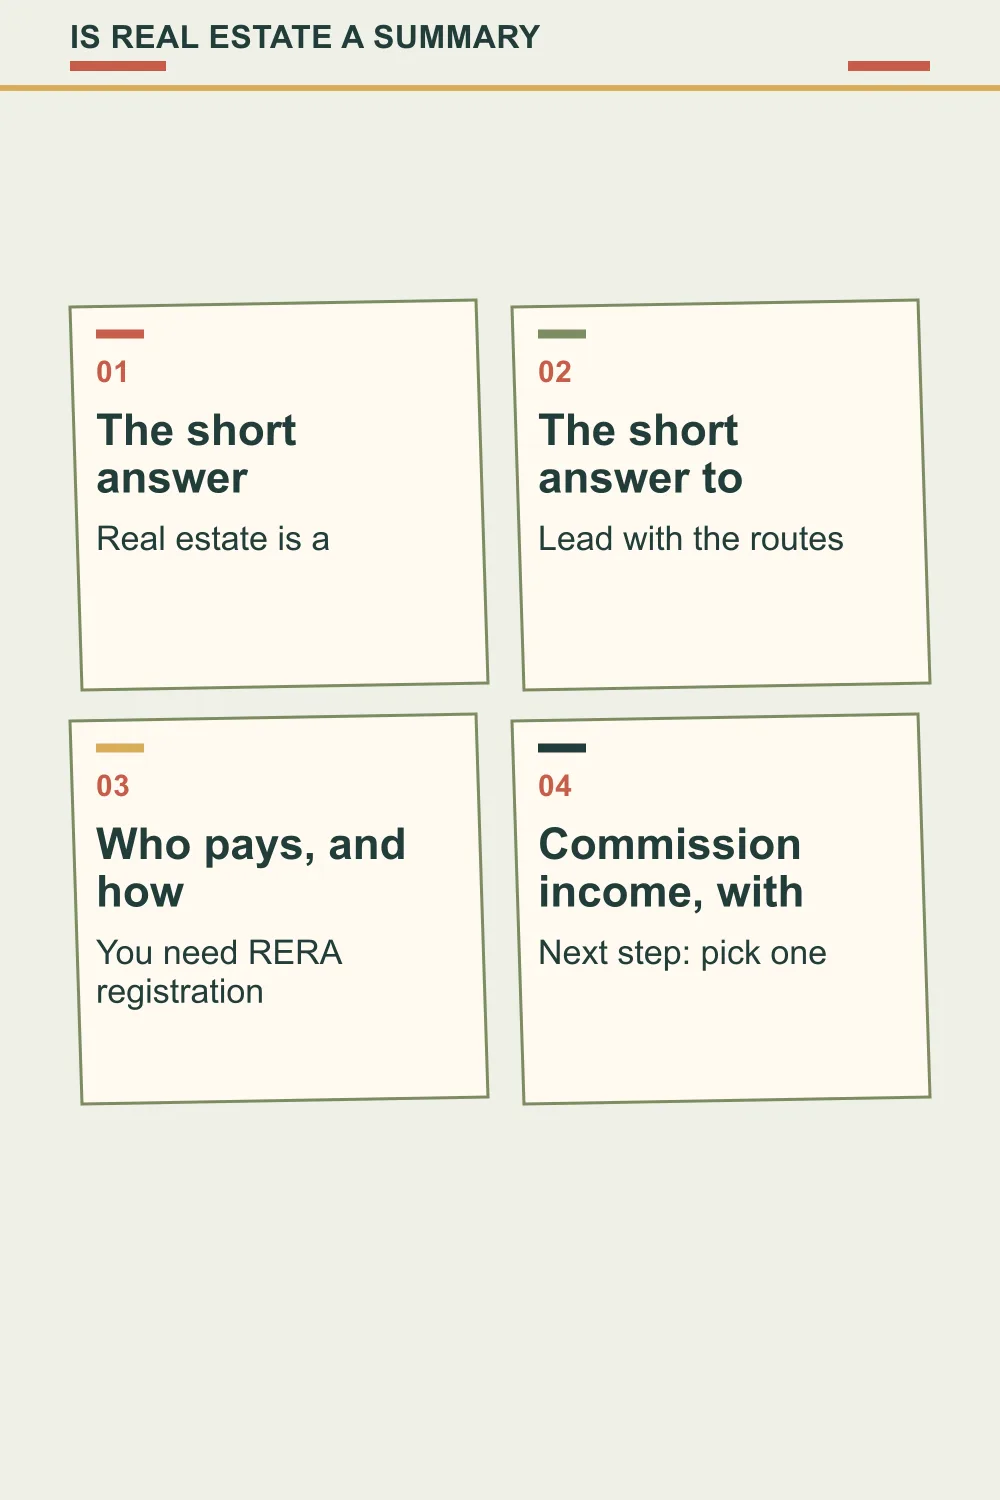 IS REAL ESTATE A SUMMARY
01
The short
answer
Real estate is a
02
The short
answer to
Lead with the routes
03
Who pays, and
how
You need RERA
registration
04
Commission
income, with
Next step: pick one